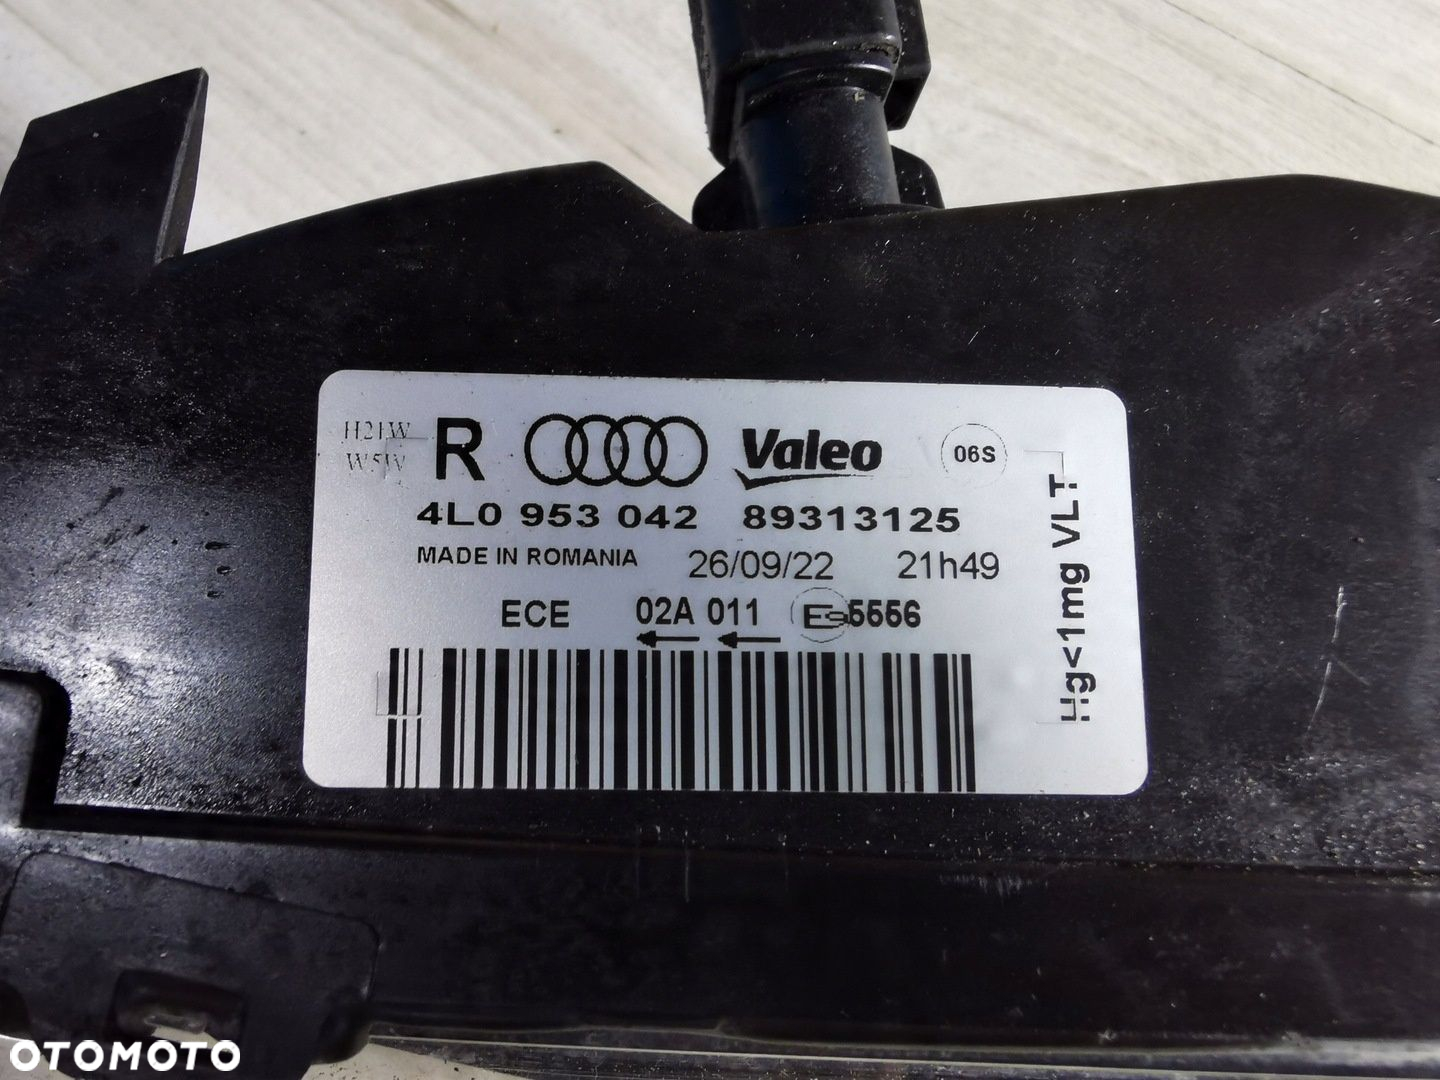 H21W
W5W
R Valeo 06S
4L0 953 042 89313125
MADE IN ROMANIA 26/09/22 21h49
ECE 02A 011 E9 5556
Hg<1mg VLT
OTOMOTO